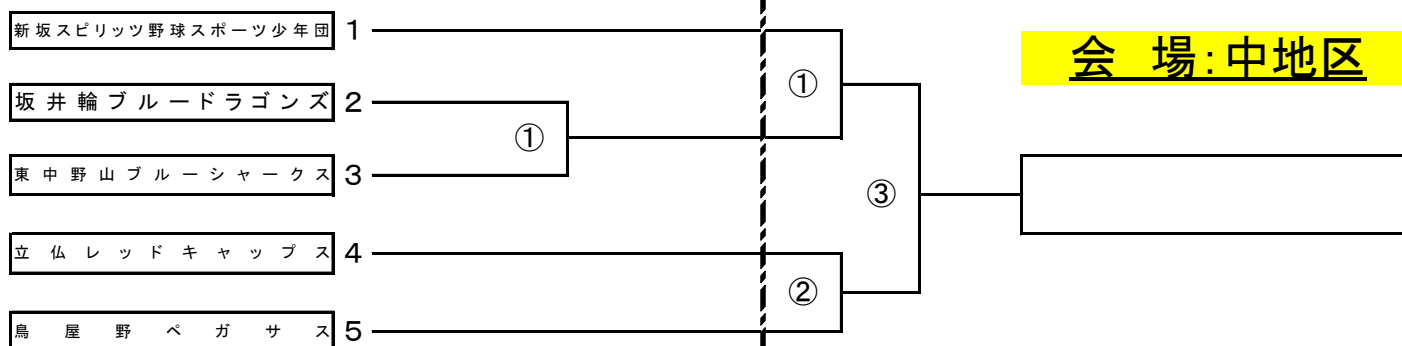 新坂スピリッツ野球スポーツ少年団 1
会 場:中地区
①
坂井輪ブルードラゴンズ 2
①
東中野山ブルーシャークス 3
③
立仏レッドキャップス 4
②
鳥屋野ペガサス 5